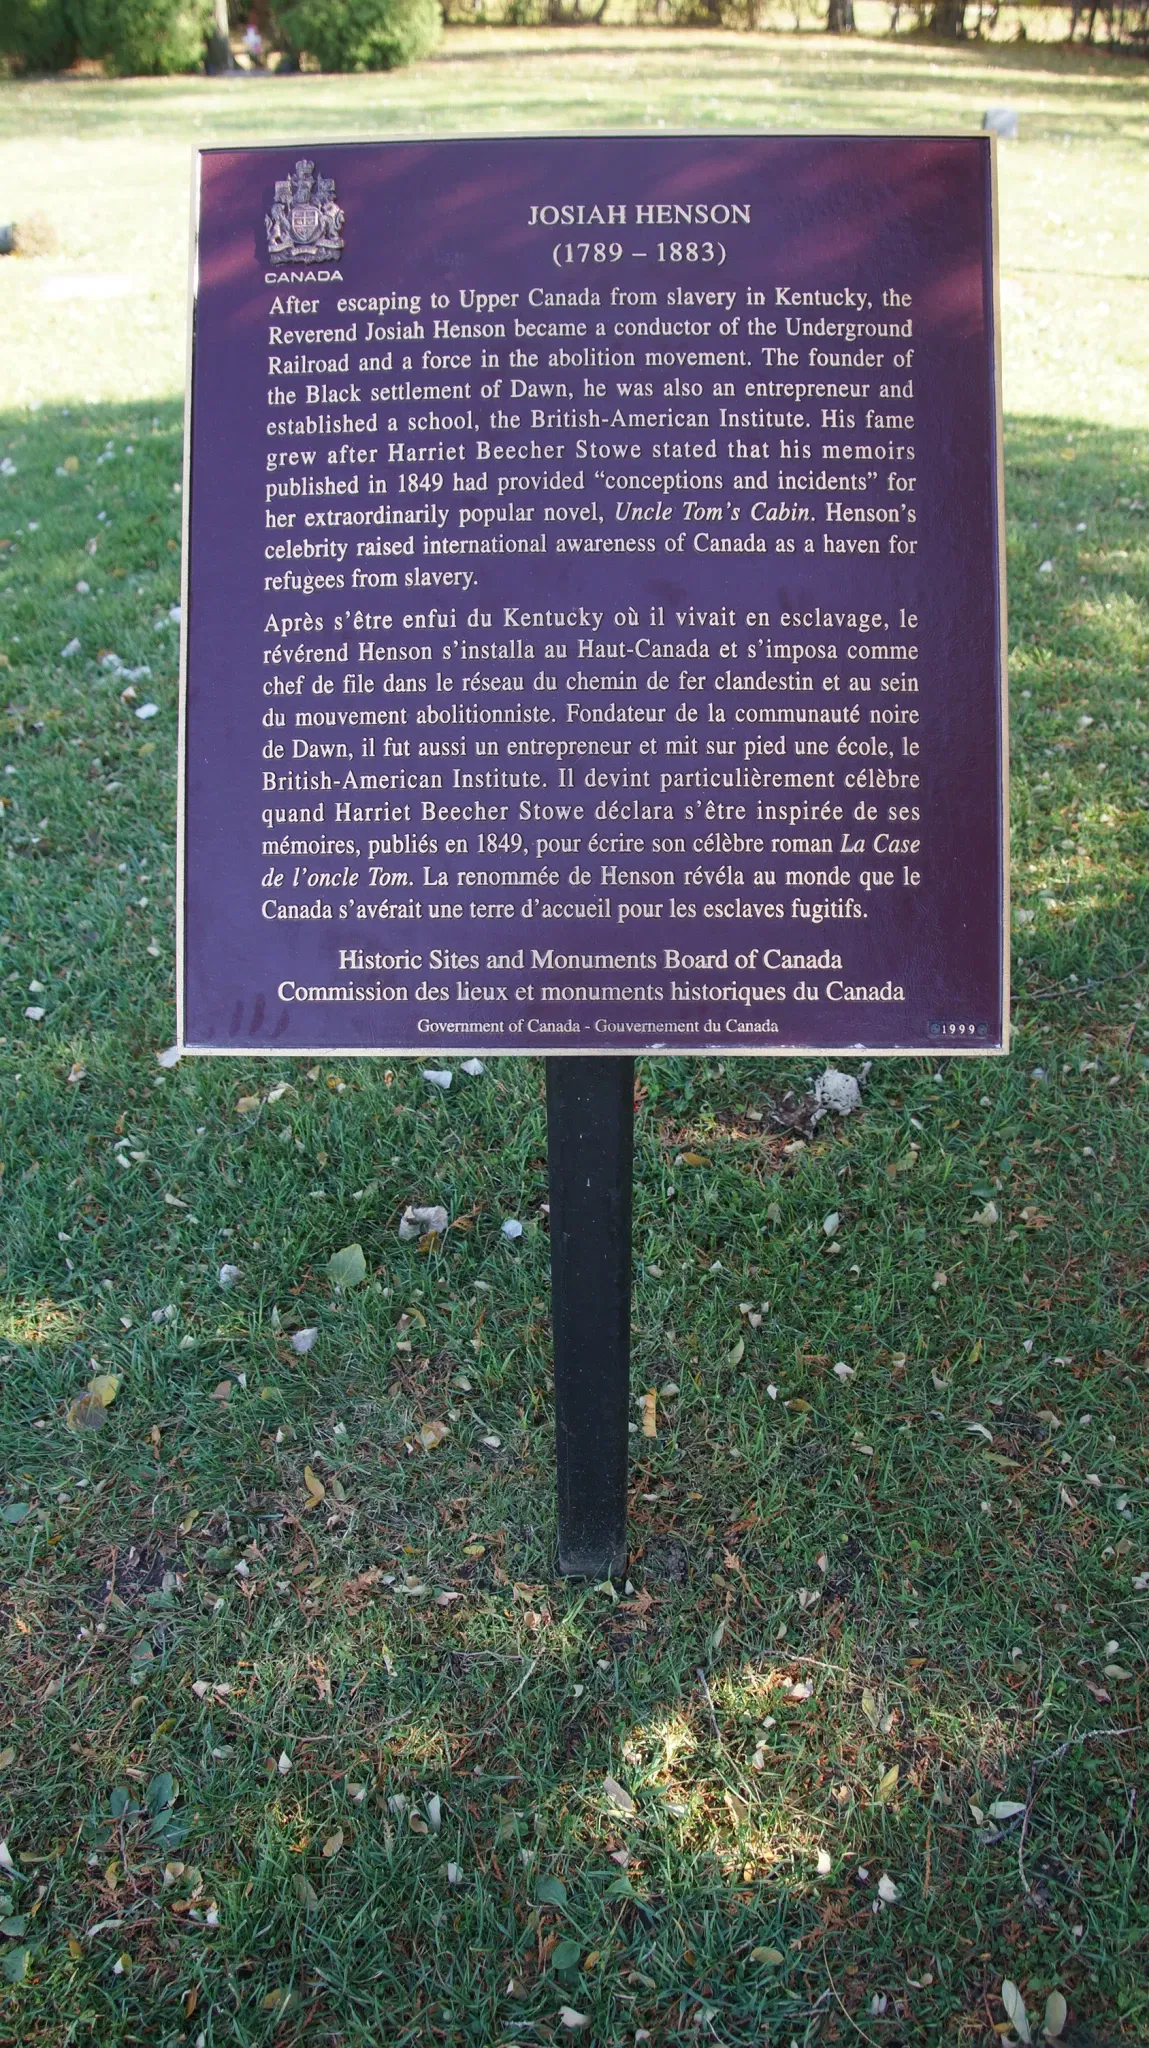 CANADA
JOSIAH HENSON
(1789 – 1883)
After escaping to Upper Canada from slavery in Kentucky, the
Reverend Josiah Henson became a conductor of the Underground
Railroad and a force in the abolition movement. The founder of
the Black settlement of Dawn, he was also an entrepreneur and
established a school, the British-American Institute. His fame
grew after Harriet Beecher Stowe stated that his memoirs
published in 1849 had provided “conceptions and incidents” for
her extraordinarily popular novel, Uncle Tom’s Cabin. Henson’s
celebrity raised international awareness of Canada as a haven for
refugees from slavery.
Après s’être enfui du Kentucky où il vivait en esclavage, le
révérend Henson s’installa au Haut-Canada et s’imposa comme
chef de file dans le réseau du chemin de fer clandestin et au sein
du mouvement abolitionniste. Fondateur de la communauté noire
de Dawn, il fut aussi un entrepreneur et mit sur pied une école, le
British-American Institute. Il devint particulièrement célèbre
quand Harriet Beecher Stowe déclara s’être inspirée de ses
mémoires, publiés en 1849, pour écrire son célèbre roman La Case
de l’oncle Tom. La renommée de Henson révéla au monde que le
Canada s’avérait une terre d’accueil pour les esclaves fugitifs.
Historic Sites and Monuments Board of Canada
Commission des lieux et monuments historiques du Canada
Government of Canada - Gouvernement du Canada
1999